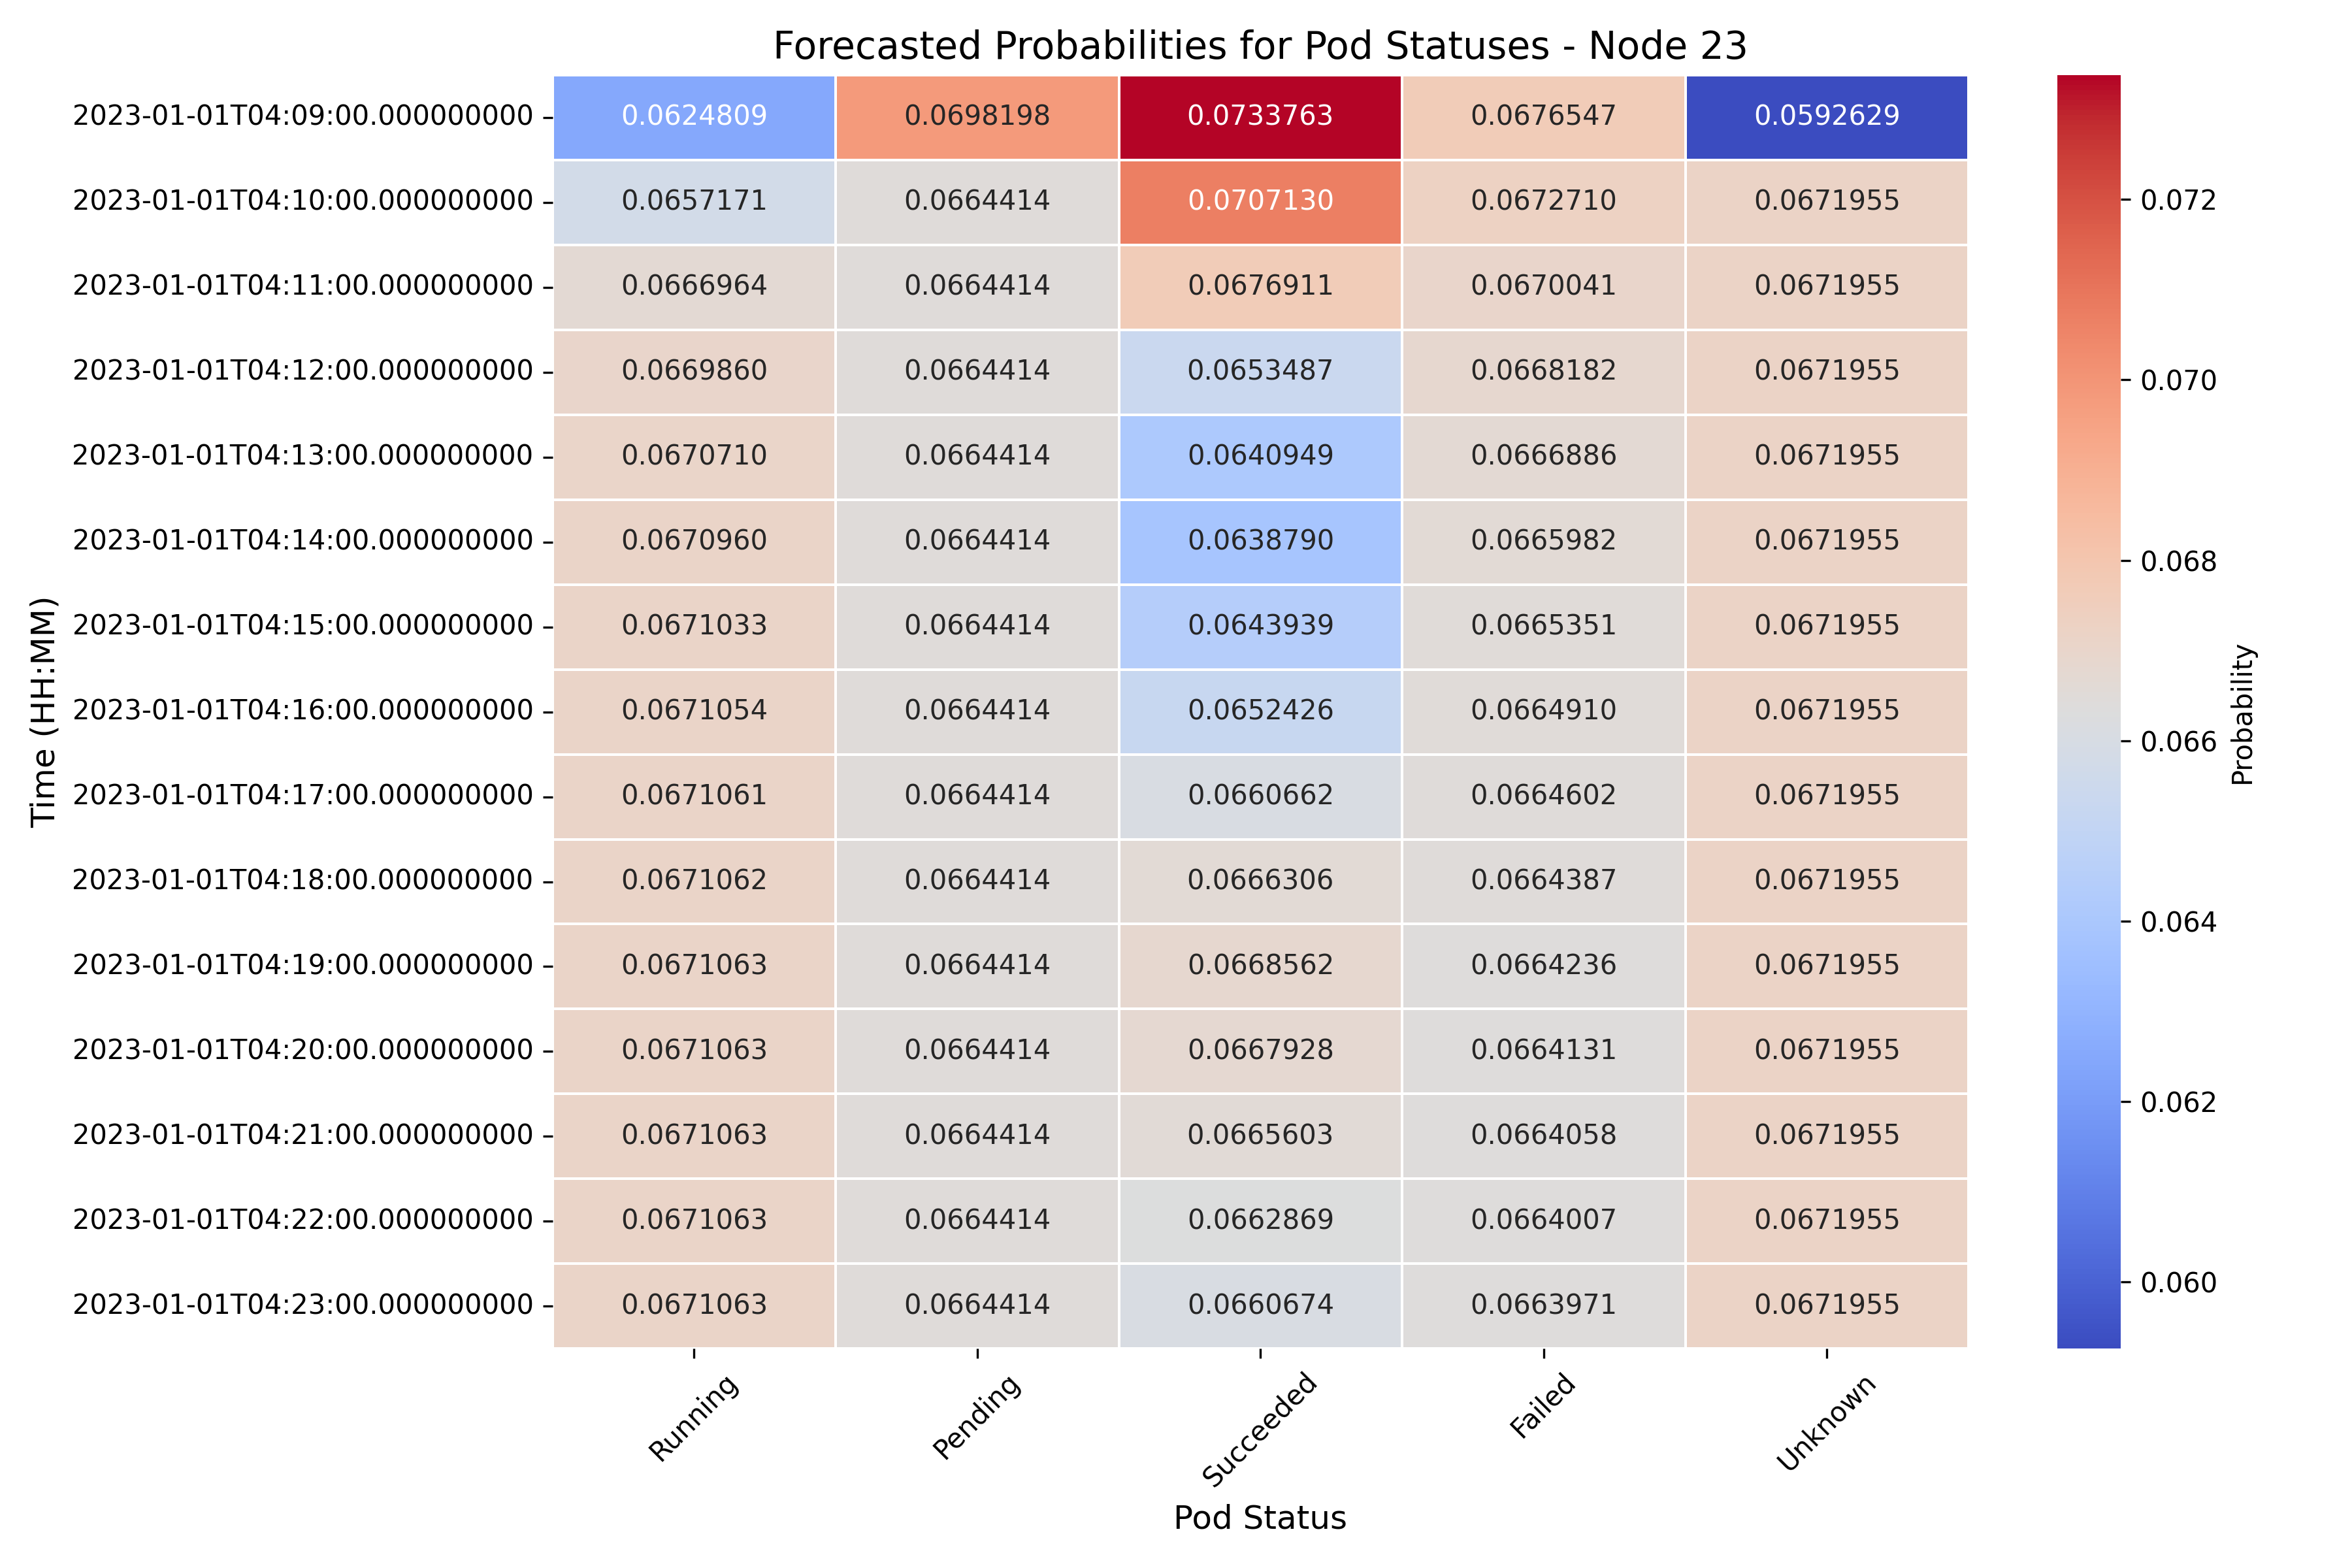 Forecasted Probabilities for Pod Statuses - Node 23
2023-01-01T04:09:00.000000000 0.0624809 0.0698198 0.0733763 0.0676547 0.0592629
2023-01-01T04:10:00.000000000 0.0657171 0.0664414 0.0707130 0.0672710 0.0671955
2023-01-01T04:11:00.000000000 0.0666964 0.0664414 0.0676911 0.0670041 0.0671955
2023-01-01T04:12:00.000000000 0.0669860 0.0664414 0.0653487 0.0668182 0.0671955
2023-01-01T04:13:00.000000000 0.0670710 0.0664414 0.0640949 0.0666886 0.0671955
2023-01-01T04:14:00.000000000 0.0670960 0.0664414 0.0638790 0.0665982 0.0671955
2023-01-01T04:15:00.000000000 0.0671033 0.0664414 0.0643939 0.0665351 0.0671955
2023-01-01T04:16:00.000000000 0.0671054 0.0664414 0.0652426 0.0664910 0.0671955
2023-01-01T04:17:00.000000000 0.0671061 0.0664414 0.0660662 0.0664602 0.0671955
2023-01-01T04:18:00.000000000 0.0671062 0.0664414 0.0666306 0.0664387 0.0671955
2023-01-01T04:19:00.000000000 0.0671063 0.0664414 0.0668562 0.0664236 0.0671955
2023-01-01T04:20:00.000000000 0.0671063 0.0664414 0.0667928 0.0664131 0.0671955
2023-01-01T04:21:00.000000000 0.0671063 0.0664414 0.0665603 0.0664058 0.0671955
2023-01-01T04:22:00.000000000 0.0671063 0.0664414 0.0662869 0.0664007 0.0671955
2023-01-01T04:23:00.000000000 0.0671063 0.0664414 0.0660674 0.0663971 0.0671955
Time (HH:MM)
Running Pending Succeeded Failed Unknown
Pod Status
0.072
0.070
0.068
0.066
0.064
0.062
0.060
Probability